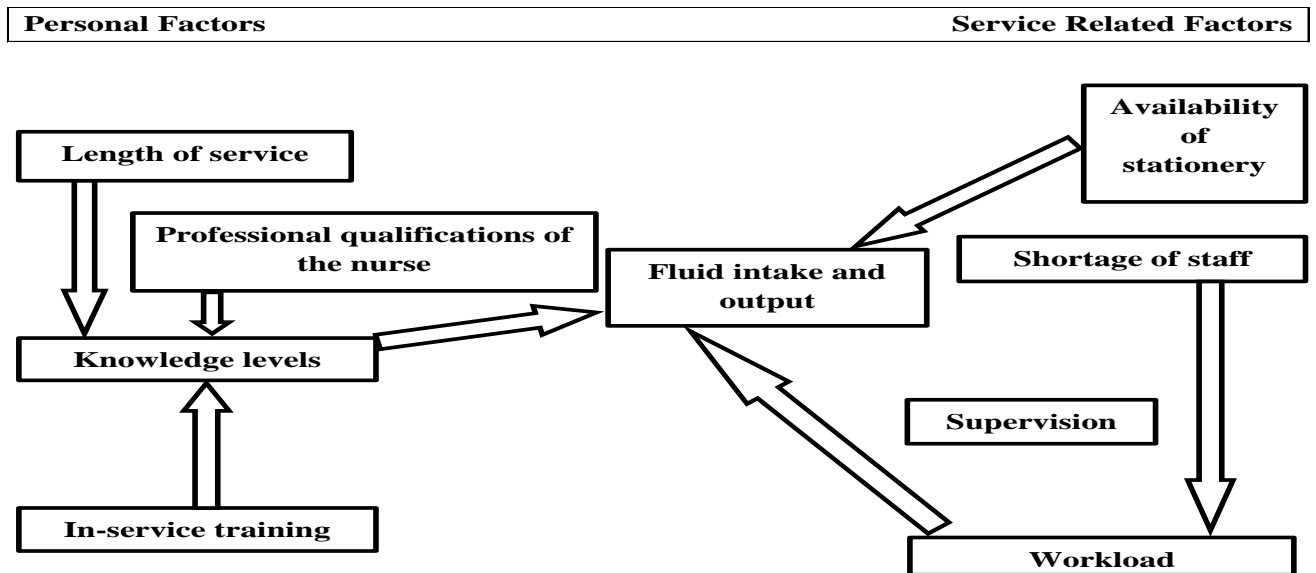 Personal Factors Service Related Factors
Availability
of
stationery
Length of service
Professional qualifications of
the nurse
Shortage of staff
Fluid intake and
output
Knowledge levels
Supervision
In-service training
Workload